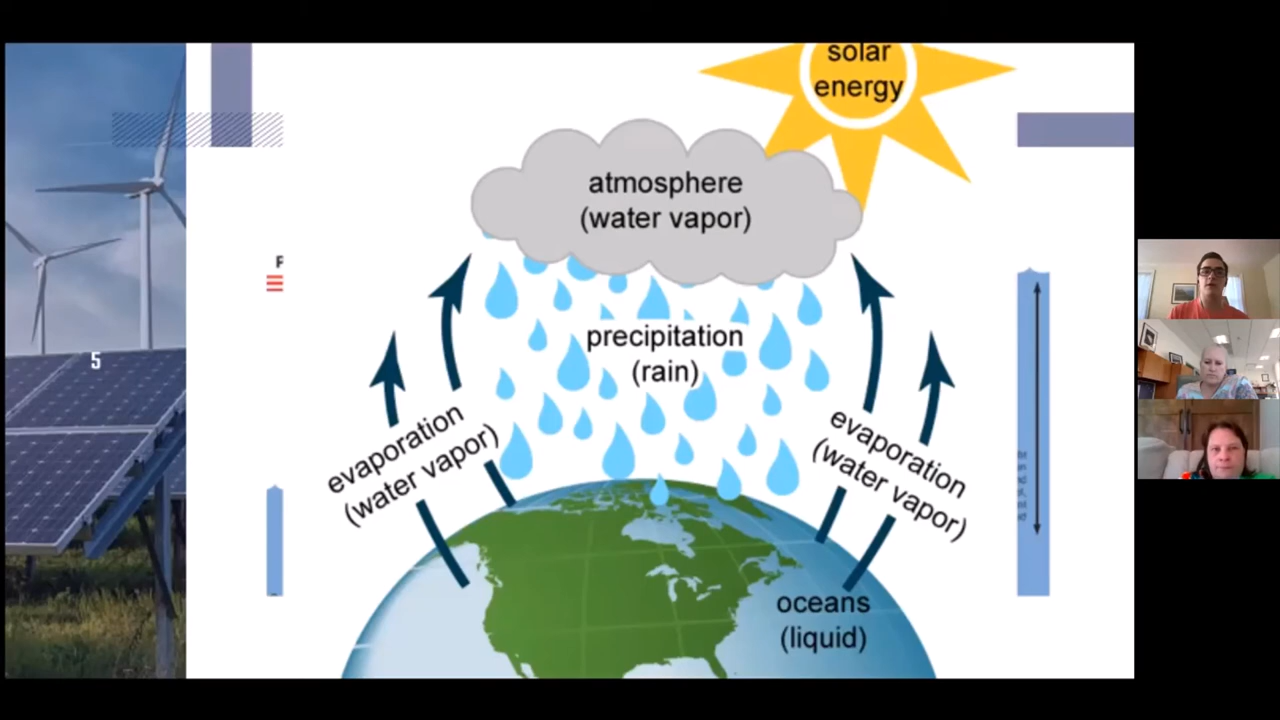 solar
energy
atmosphere
(water vapor)
F
precipitation
(rain)
5
evaporation
(water vapor)
evaporation
(water vapor)
oceans
(liquid)